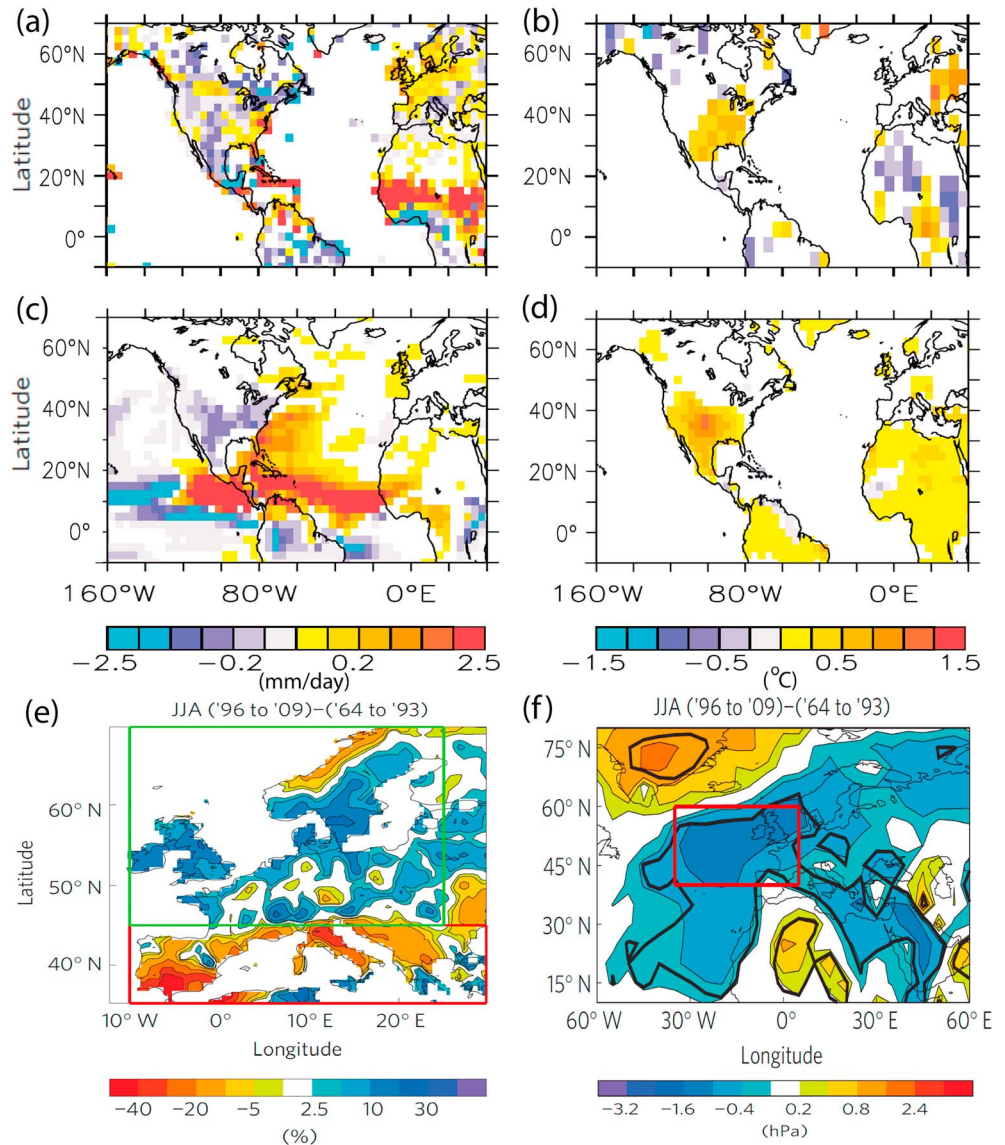 (a)
(b)
60°N
40°N
20°N
0°
Latitude
60°N
40°N
20°N
0°
(c)
(d)
60°N
40°N
20°N
0°
Latitude
60°N
40°N
20°N
0°
160°W 80°W 0°E
160°W 80°W 0°E
−2.5 −0.2 0.2 2.5
(mm/day)
−1.5 −0.5 0.5 1.5
(°C)
(e)
JJA ('96 to '09)−('64 to '93)
60° N
50° N
40° N
Latitude
10° W 0° 10° E 20° E
Longitude
−40 −20 −5 2.5 10 30
(%)
(f)
JJA ('96 to '09)−('64 to '93)
75° N
60° N
45° N
30° N
15° N
Latitude
60° W 30° W 0° E 30° E 60° E
Longitude
−3.2 −1.6 −0.4 0.2 0.8 2.4
(hPa)